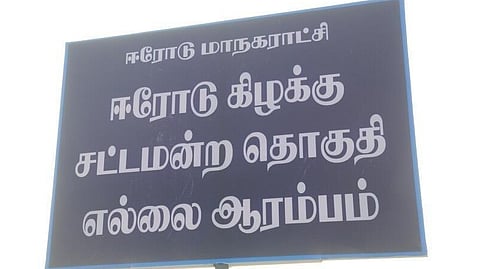 ஈரோடு மாநகராட்சி
ஈரோடு கிழக்கு
சட்டமன்ற தொகுதி
எல்லை ஆரம்பம்